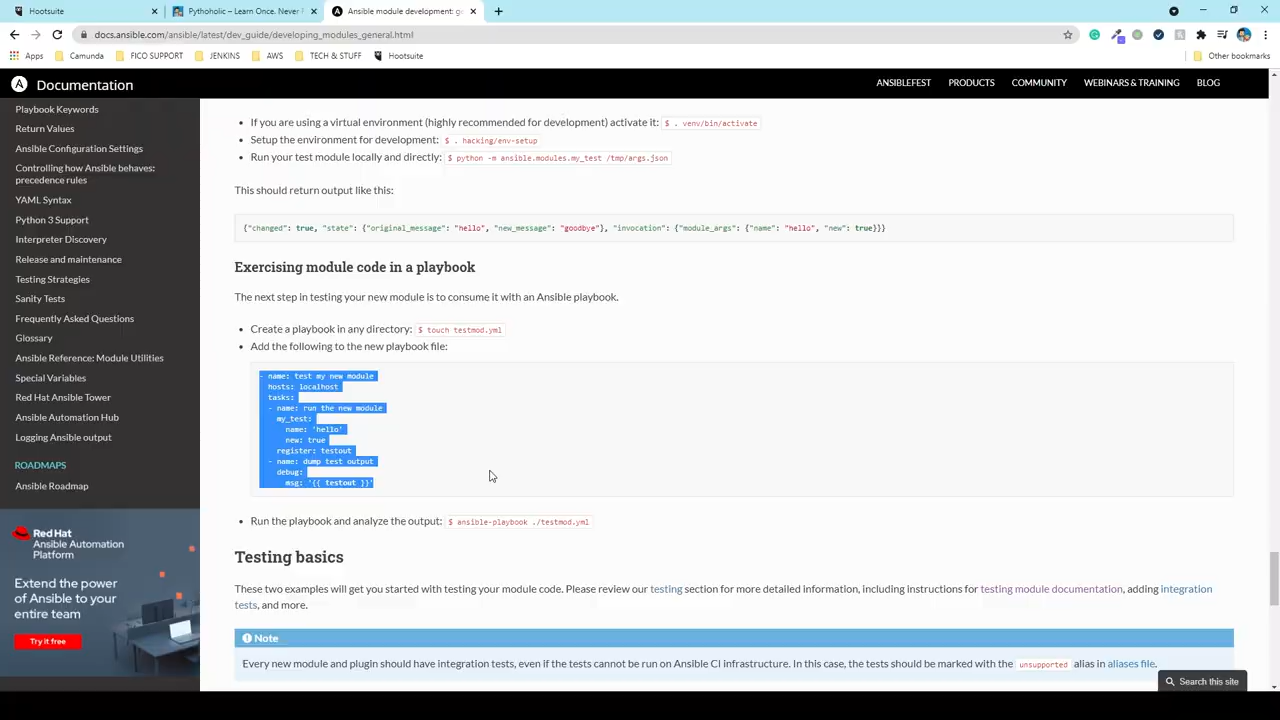 Hootsuite
Pythoholic – Learn Once. Never
Ansible module development: ge
docs.ansible.com/ansible/latest/dev_guide/developing_modules_general.html
Apps
Camunda
FICO SUPPORT
JENKINS
AWS
TECH & STUFF
Hootsuite
Other bookmarks
Documentation
ANSIBLEFEST
PRODUCTS
COMMUNITY
WEBINARS & TRAINING
BLOG
Playbook Keywords
Return Values
Ansible Configuration Settings
Controlling how Ansible behaves:
precedence rules
YAML Syntax
Python 3 Support
Interpreter Discovery
Release and maintenance
Testing Strategies
Sanity Tests
Frequently Asked Questions
Glossary
Ansible Reference: Module Utilities
Special Variables
Red Hat Ansible Tower
Ansible Automation Hub
Logging Ansible output
ROADMAPS
Ansible Roadmap
Red Hat
Ansible Automation
Platform
Extend the power
of Ansible to your
entire team
Try it free
• If you are using a virtual environment (highly recommended for development) activate it: $ . venv/bin/activate
• Setup the environment for development: $ . hacking/env-setup
• Run your test module locally and directly: $ python -m ansible.modules.my_test /tmp/args.json
This should return output like this:
{"changed": true, "state": {"original_message": "hello", "new_message": "goodbye"}, "invocation": {"module_args": {"name": "hello", "new": true}}}
Exercising module code in a playbook
The next step in testing your new module is to consume it with an Ansible playbook.
• Create a playbook in any directory: $ touch testmod.yml
• Add the following to the new playbook file:
- name: test my new module
hosts: localhost
tasks:
- name: run the new module
my_test:
name: 'hello'
new: true
register: testout
- name: dump test output
debug:
msg: '{{ testout }}'
• Run the playbook and analyze the output: $ ansible-playbook ./testmod.yml
Testing basics
These two examples will get you started with testing your module code. Please review our testing section for more detailed information, including instructions for testing module documentation, adding integration
tests, and more.
Note
Every new module and plugin should have integration tests, even if the tests cannot be run on Ansible CI infrastructure. In this case, the tests should be marked with the unsupported alias in aliases file.
Search this site